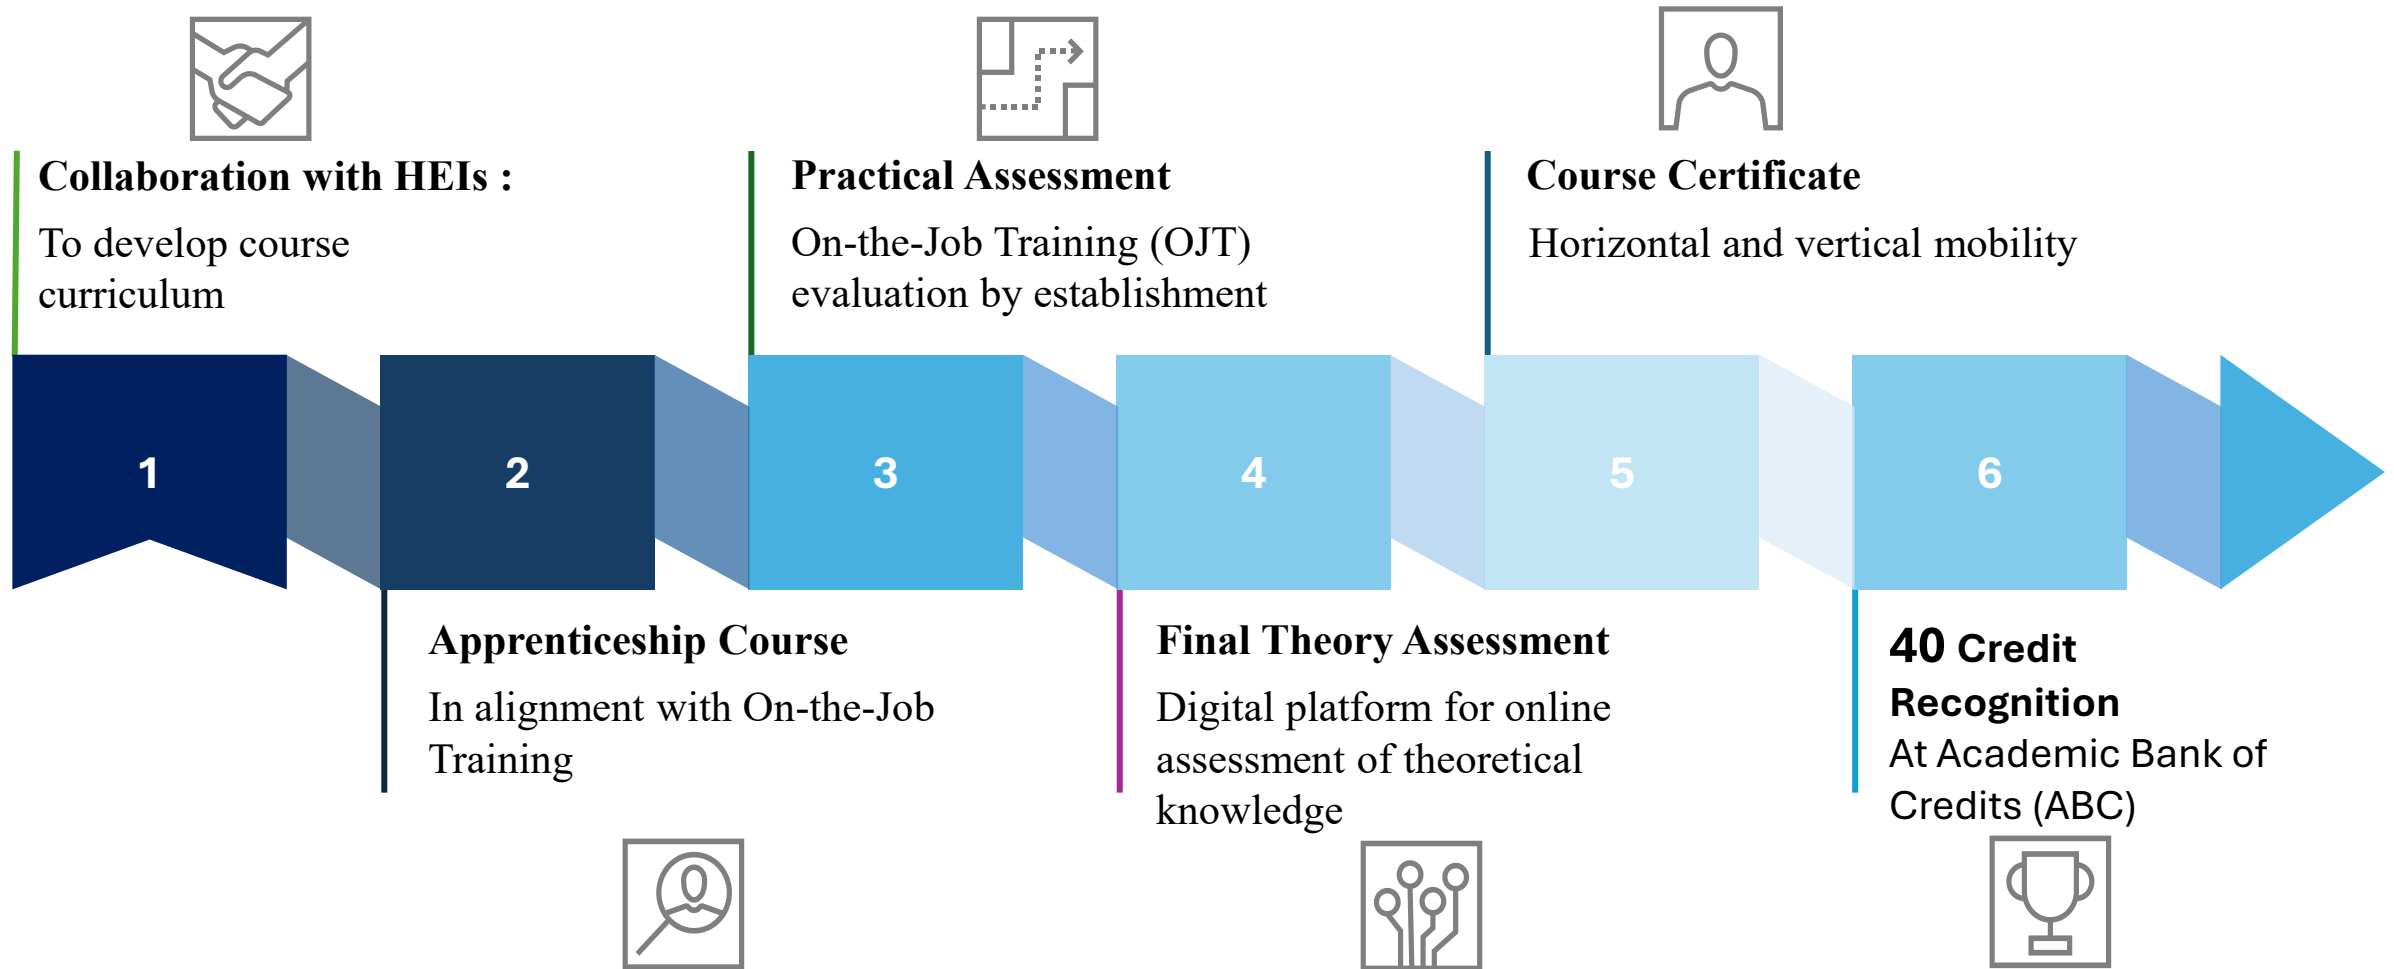 Collaboration with HEIs :
To develop course
curriculum
Practical Assessment
On-the-Job Training (OJT)
evaluation by establishment
Course Certificate
Horizontal and vertical mobility
1
2
3
4
5
6
Apprenticeship Course
In alignment with On-the-Job
Training
Final Theory Assessment
Digital platform for online
assessment of theoretical
knowledge
40 Credit
Recognition
At Academic Bank of
Credits (ABC)